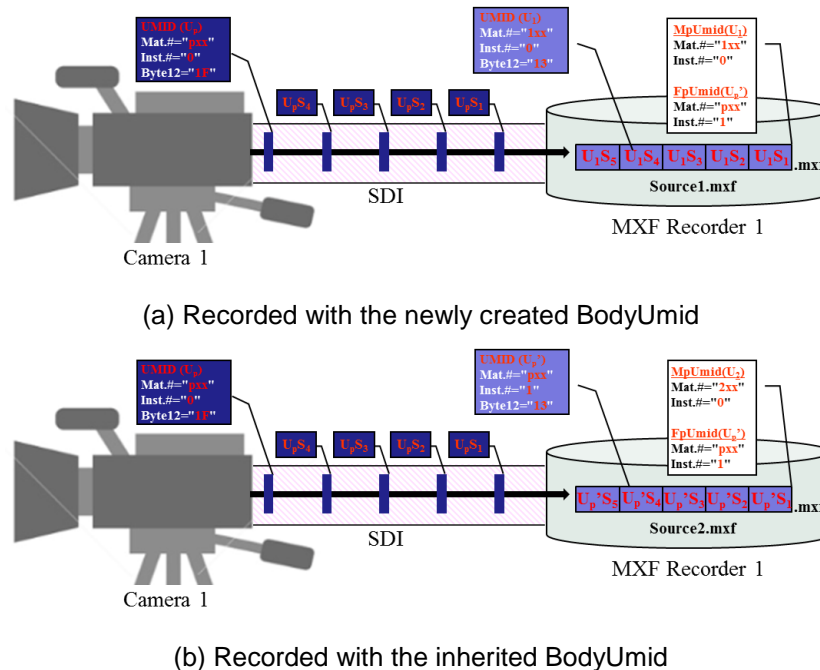 UMID (Up)
Mat.#="pxx"
Inst.#="0"
Byte12="1F"
UMID (U1)
Mat.#="1xx"
Inst.#="0"
Byte12="13"
MpUmid(U1)
Mat.#="1xx"
Inst.#="0"
FpUmid(Up')
Mat.#="pxx"
Inst.#="1"
UpS4 UpS3 UpS2 UpS1
U1S5 U1S4 U1S3 U1S2 U1S1 .mxf
Source1.mxf
SDI
MXF Recorder 1
Camera 1
(a) Recorded with the newly created BodyUmid
UMID (Up)
Mat.#="pxx"
Inst.#="0"
Byte12="1F"
UMID (Up')
Mat.#="pxx"
Inst.#="1"
Byte12="13"
MpUmid(U2)
Mat.#="2xx"
Inst.#="0"
FpUmid(Up')
Mat.#="pxx"
Inst.#="1"
UpS4 UpS3 UpS2 UpS1
Up'S5 Up'S4 Up'S3 Up'S2 Up'S1 .mxf
Source2.mxf
SDI
MXF Recorder 1
Camera 1
(b) Recorded with the inherited BodyUmid